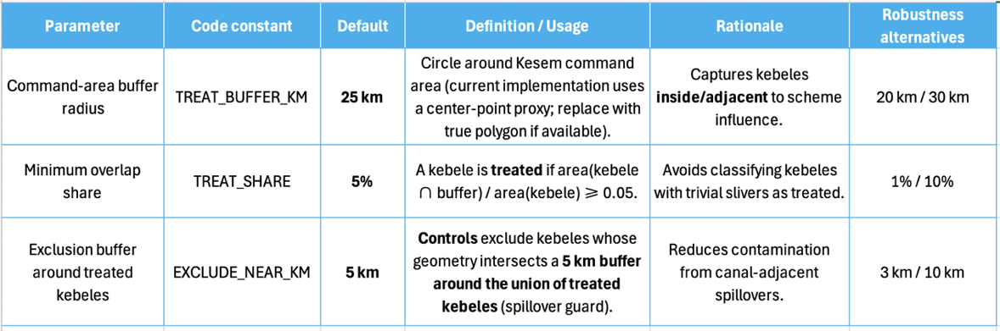 Parameter
Code constant
Default
Definition / Usage
Rationale
Robustness
alternatives
Command-area buffer
radius
TREAT_BUFFER_KM
25 km
Circle around Kesem command
area (current implementation uses
a center-point proxy; replace with
true polygon if available).
Captures kebeles
inside/adjacent to scheme
influence.
20 km / 30 km
Minimum overlap
share
TREAT_SHARE
5%
A kebele is treated if area(kebele
∩ buffer) / area(kebele) ⩾ 0.05.
Avoids classifying kebeles
with trivial slivers as treated.
1% / 10%
Exclusion buffer
around treated
kebeles
EXCLUDE_NEAR_KM
5 km
Controls exclude kebeles whose
geometry intersects a 5 km buffer
around the union of treated
kebeles (spillover guard).
Reduces contamination
from canal-adjacent
spillovers.
3 km / 10 km